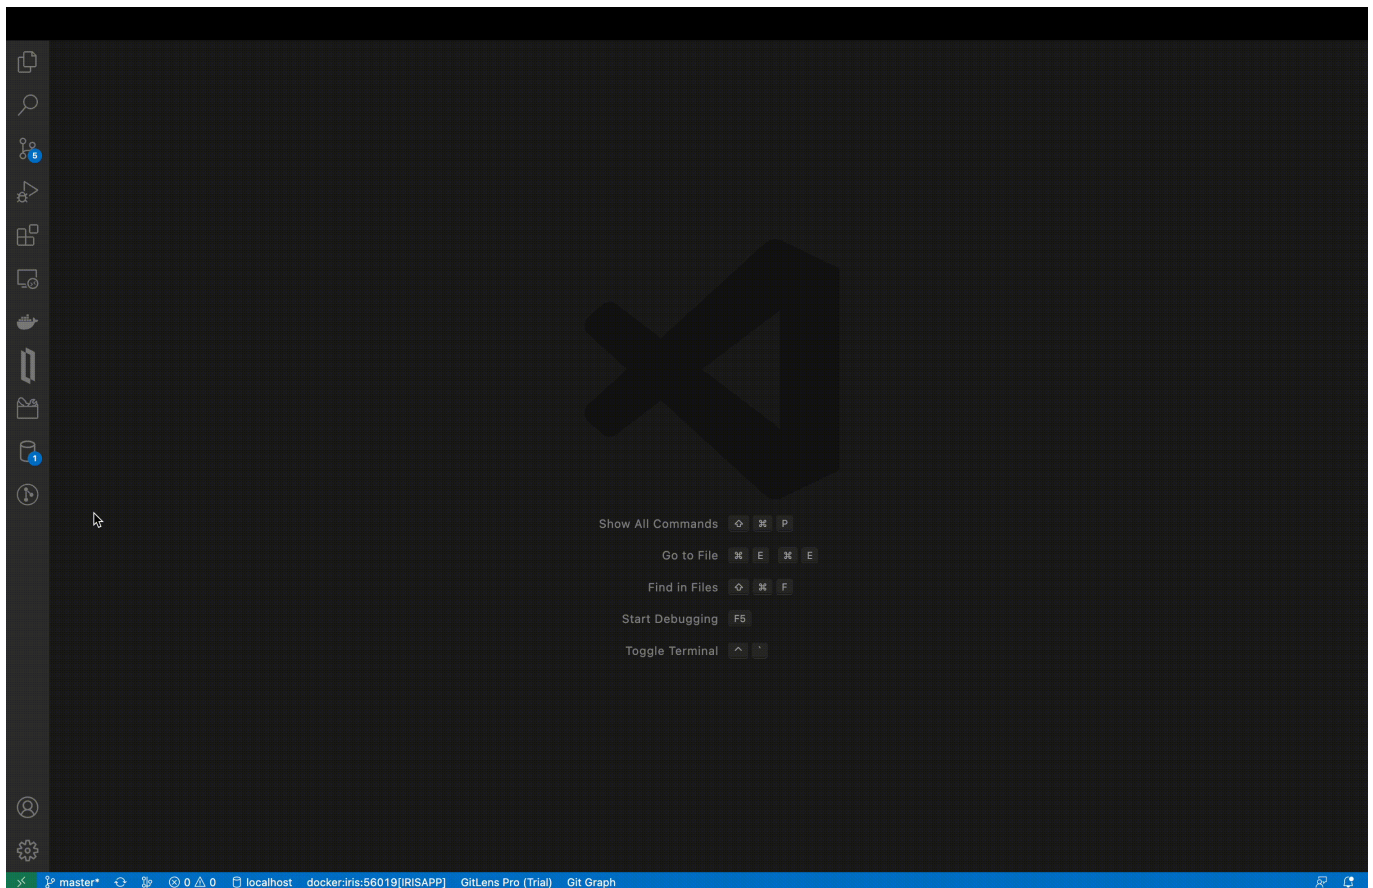 5
1
Show All Commands ⇧ ⌘ P
Go to File ⌘ E ⌘ E
Find in Files ⇧ ⌘ F
Start Debugging F5
Toggle Terminal ^ `
master* 0 0 localhost docker:iris:56019[IRISAPP] GitLens Pro (Trial) Git Graph